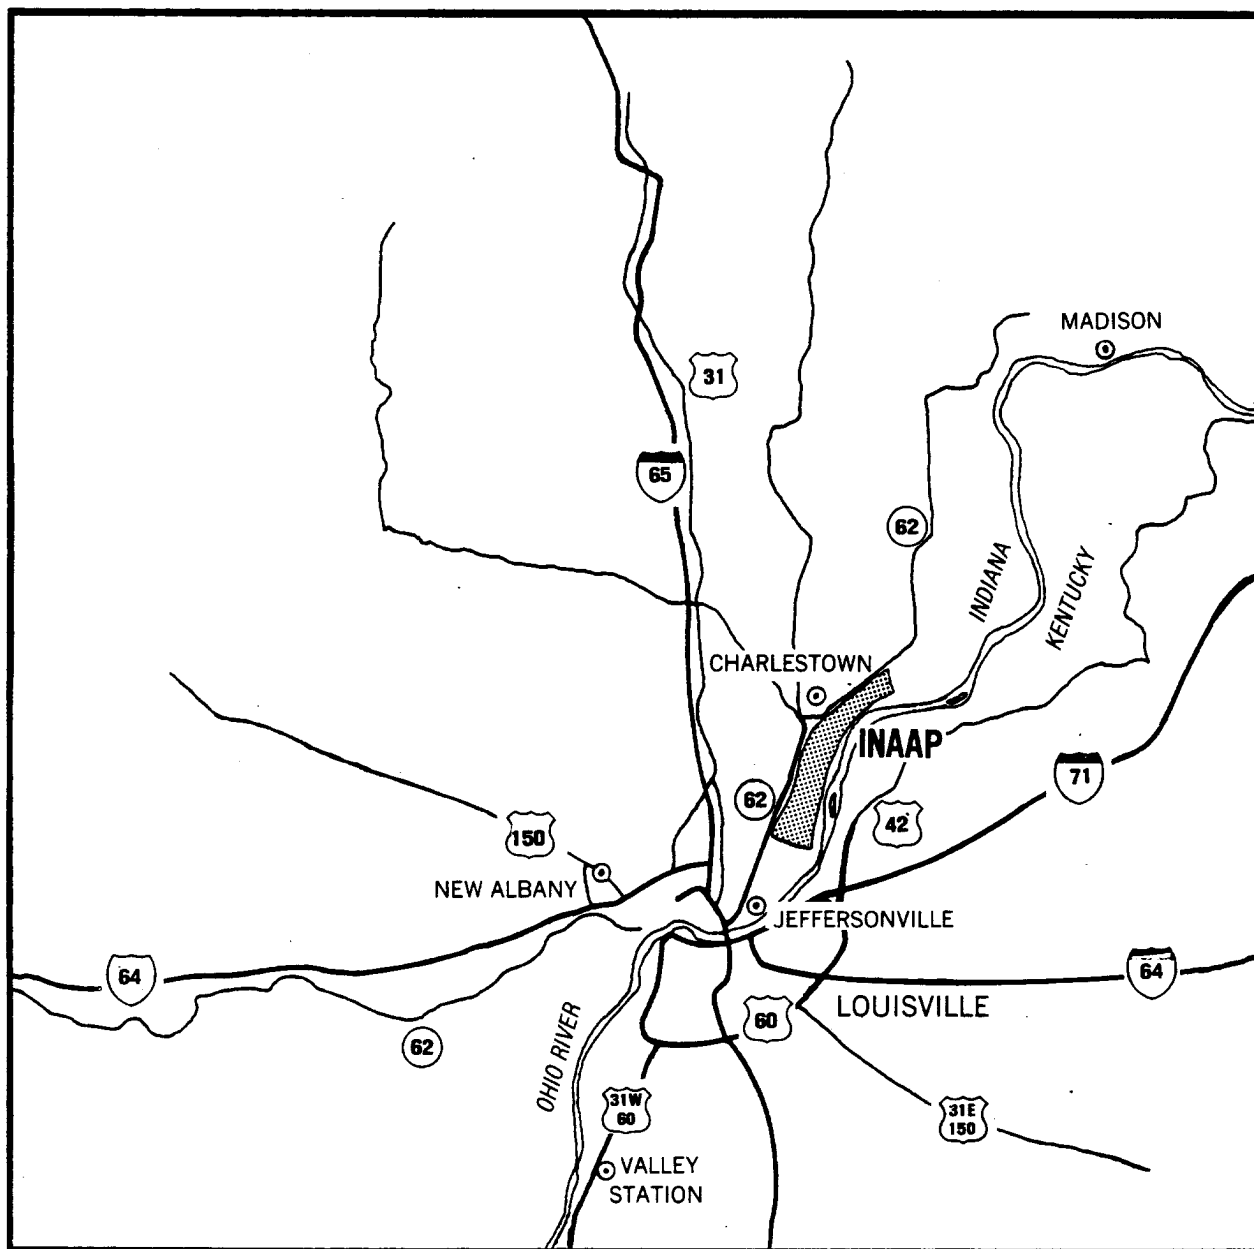 MADISON
31
65
62
INDIANA
KENTUCKY
CHARLESTOWN
INAAP
71
62
42
150
NEW ALBANY
JEFFERSONVILLE
64
64
LOUISVILLE
60
OHIO RIVER
62
31W
60
31E
150
VALLEY
STATION